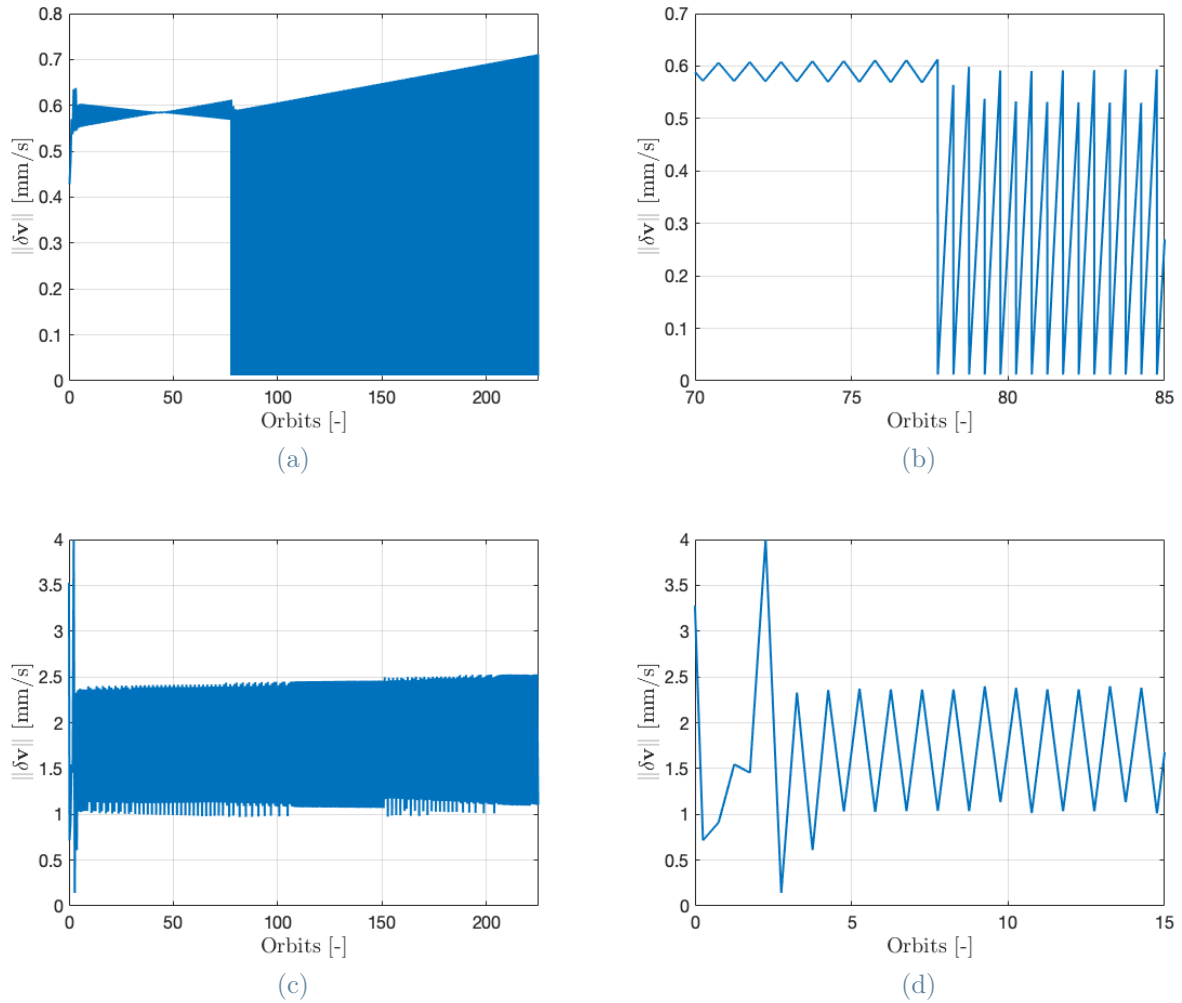 0.8
0.7
0.6
0.5
0.4
0.3
0.2
0.1
0
‖δv‖ [mm/s]
0 50 100 150 200
Orbits [-]
(a)
0.7
0.6
0.5
0.4
0.3
0.2
0.1
0
‖δv‖ [mm/s]
70 75 80 85
Orbits [-]
(b)
4
3.5
3
2.5
2
1.5
1
0.5
0
‖δv‖ [mm/s]
0 50 100 150 200
Orbits [-]
(c)
4
3.5
3
2.5
2
1.5
1
0.5
0
‖δv‖ [mm/s]
0 5 10 15
Orbits [-]
(d)